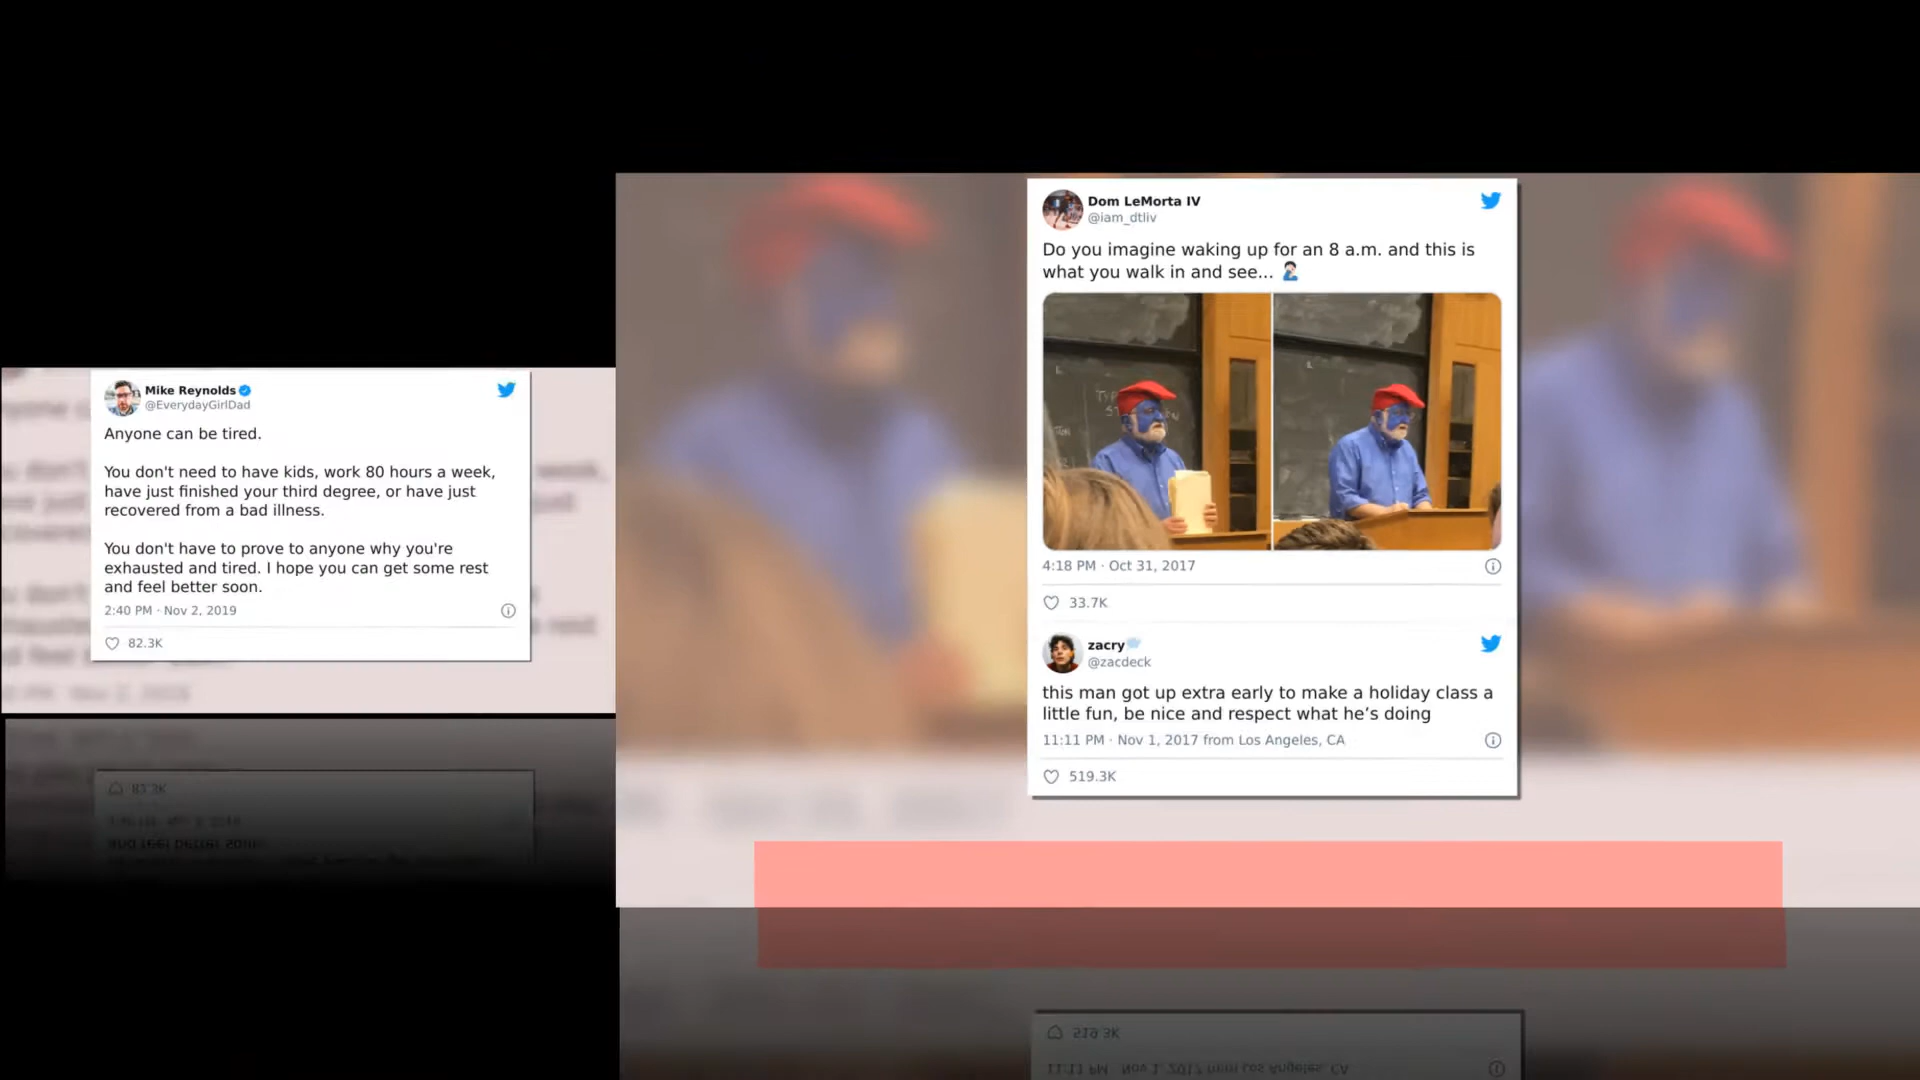 Mike Reynolds
@EverydayGirlDad
Anyone can be tired.
You don't need to have kids, work 80 hours a week,
have just finished your third degree, or have just
recovered from a bad illness.
You don't have to prove to anyone why you're
exhausted and tired. I hope you can get some rest
and feel better soon.
2:40 PM · Nov 2, 2019
82.3K
Dom LeMorta IV
@iam_dtliv
Do you imagine waking up for an 8 a.m. and this is
what you walk in and see... 🤦🏻‍♂️
4:18 PM · Oct 31, 2017
33.7K
zacry
@zacdeck
this man got up extra early to make a holiday class a
little fun, be nice and respect what he’s doing
11:11 PM · Nov 1, 2017 from Los Angeles, CA
519.3K